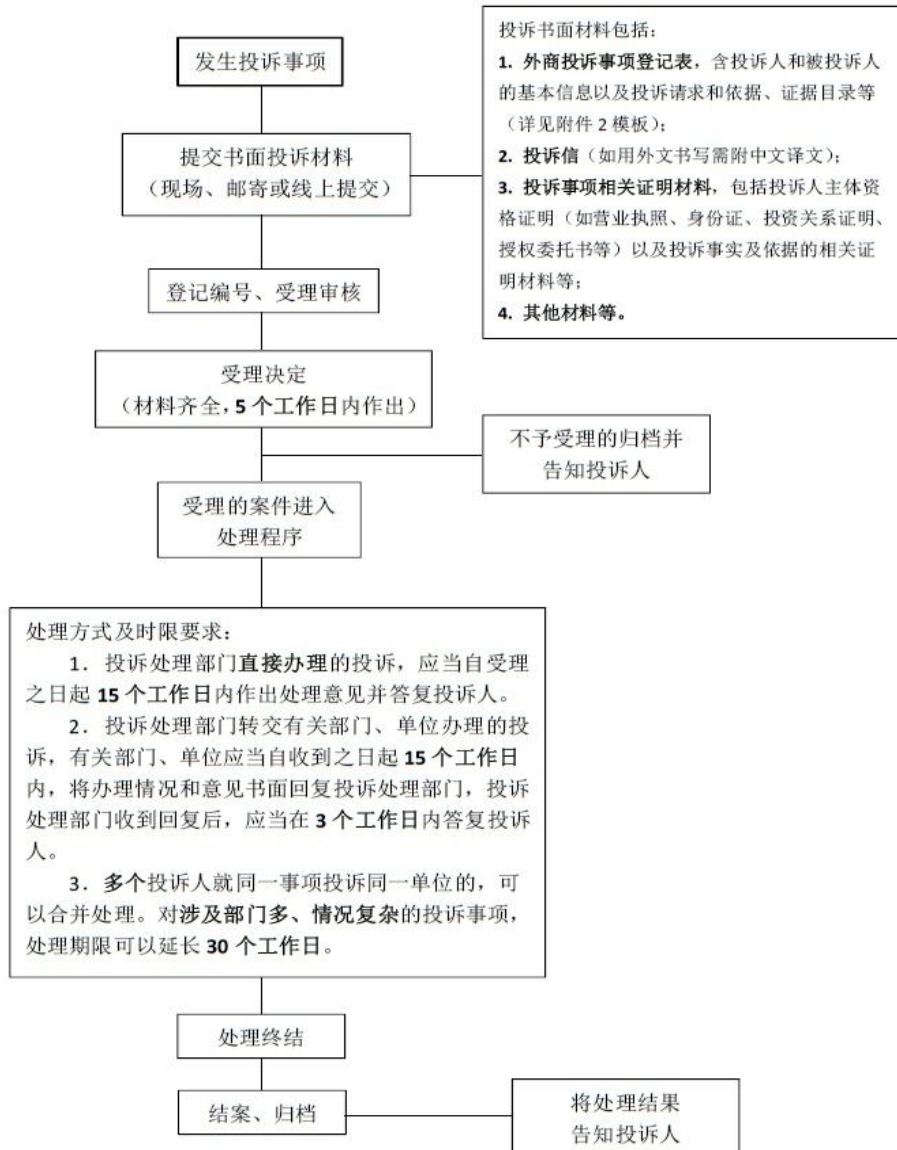 发生投诉事项
提交书面投诉材料
（现场、邮寄或线上提交）
投诉书面材料包括：
1. 外商投诉事项登记表，含投诉人和被投诉人
的基本信息以及投诉请求和依据、证据目录等
（详见附件 2 模板）；
2. 投诉信（如用外文书写需附中文译文）；
3. 投诉事项相关证明材料，包括投诉人主体资
格证明（如营业执照、身份证、投资关系证明、
授权委托书等）以及投诉事实及依据的相关证
明材料等；
4. 其他材料等。
登记编号、受理审核
受理决定
（材料齐全，5 个工作日内作出）
不予受理的归档并
告知投诉人
受理的案件进入
处理程序
处理方式及时限要求：
1．投诉处理部门直接办理的投诉，应当自受理
之日起 15 个工作日内作出处理意见并答复投诉人。
2．投诉处理部门转交有关部门、单位办理的投
诉，有关部门、单位应当自收到之日起 15 个工作日
内，将办理情况和意见书面回复投诉处理部门，投诉
处理部门收到回复后，应当在 3 个工作日内答复投诉
人。
3．多个投诉人就同一事项投诉同一单位的，可
以合并处理。对涉及部门多、情况复杂的投诉事项，
处理期限可以延长 30 个工作日。
处理终结
结案、归档
将处理结果
告知投诉人